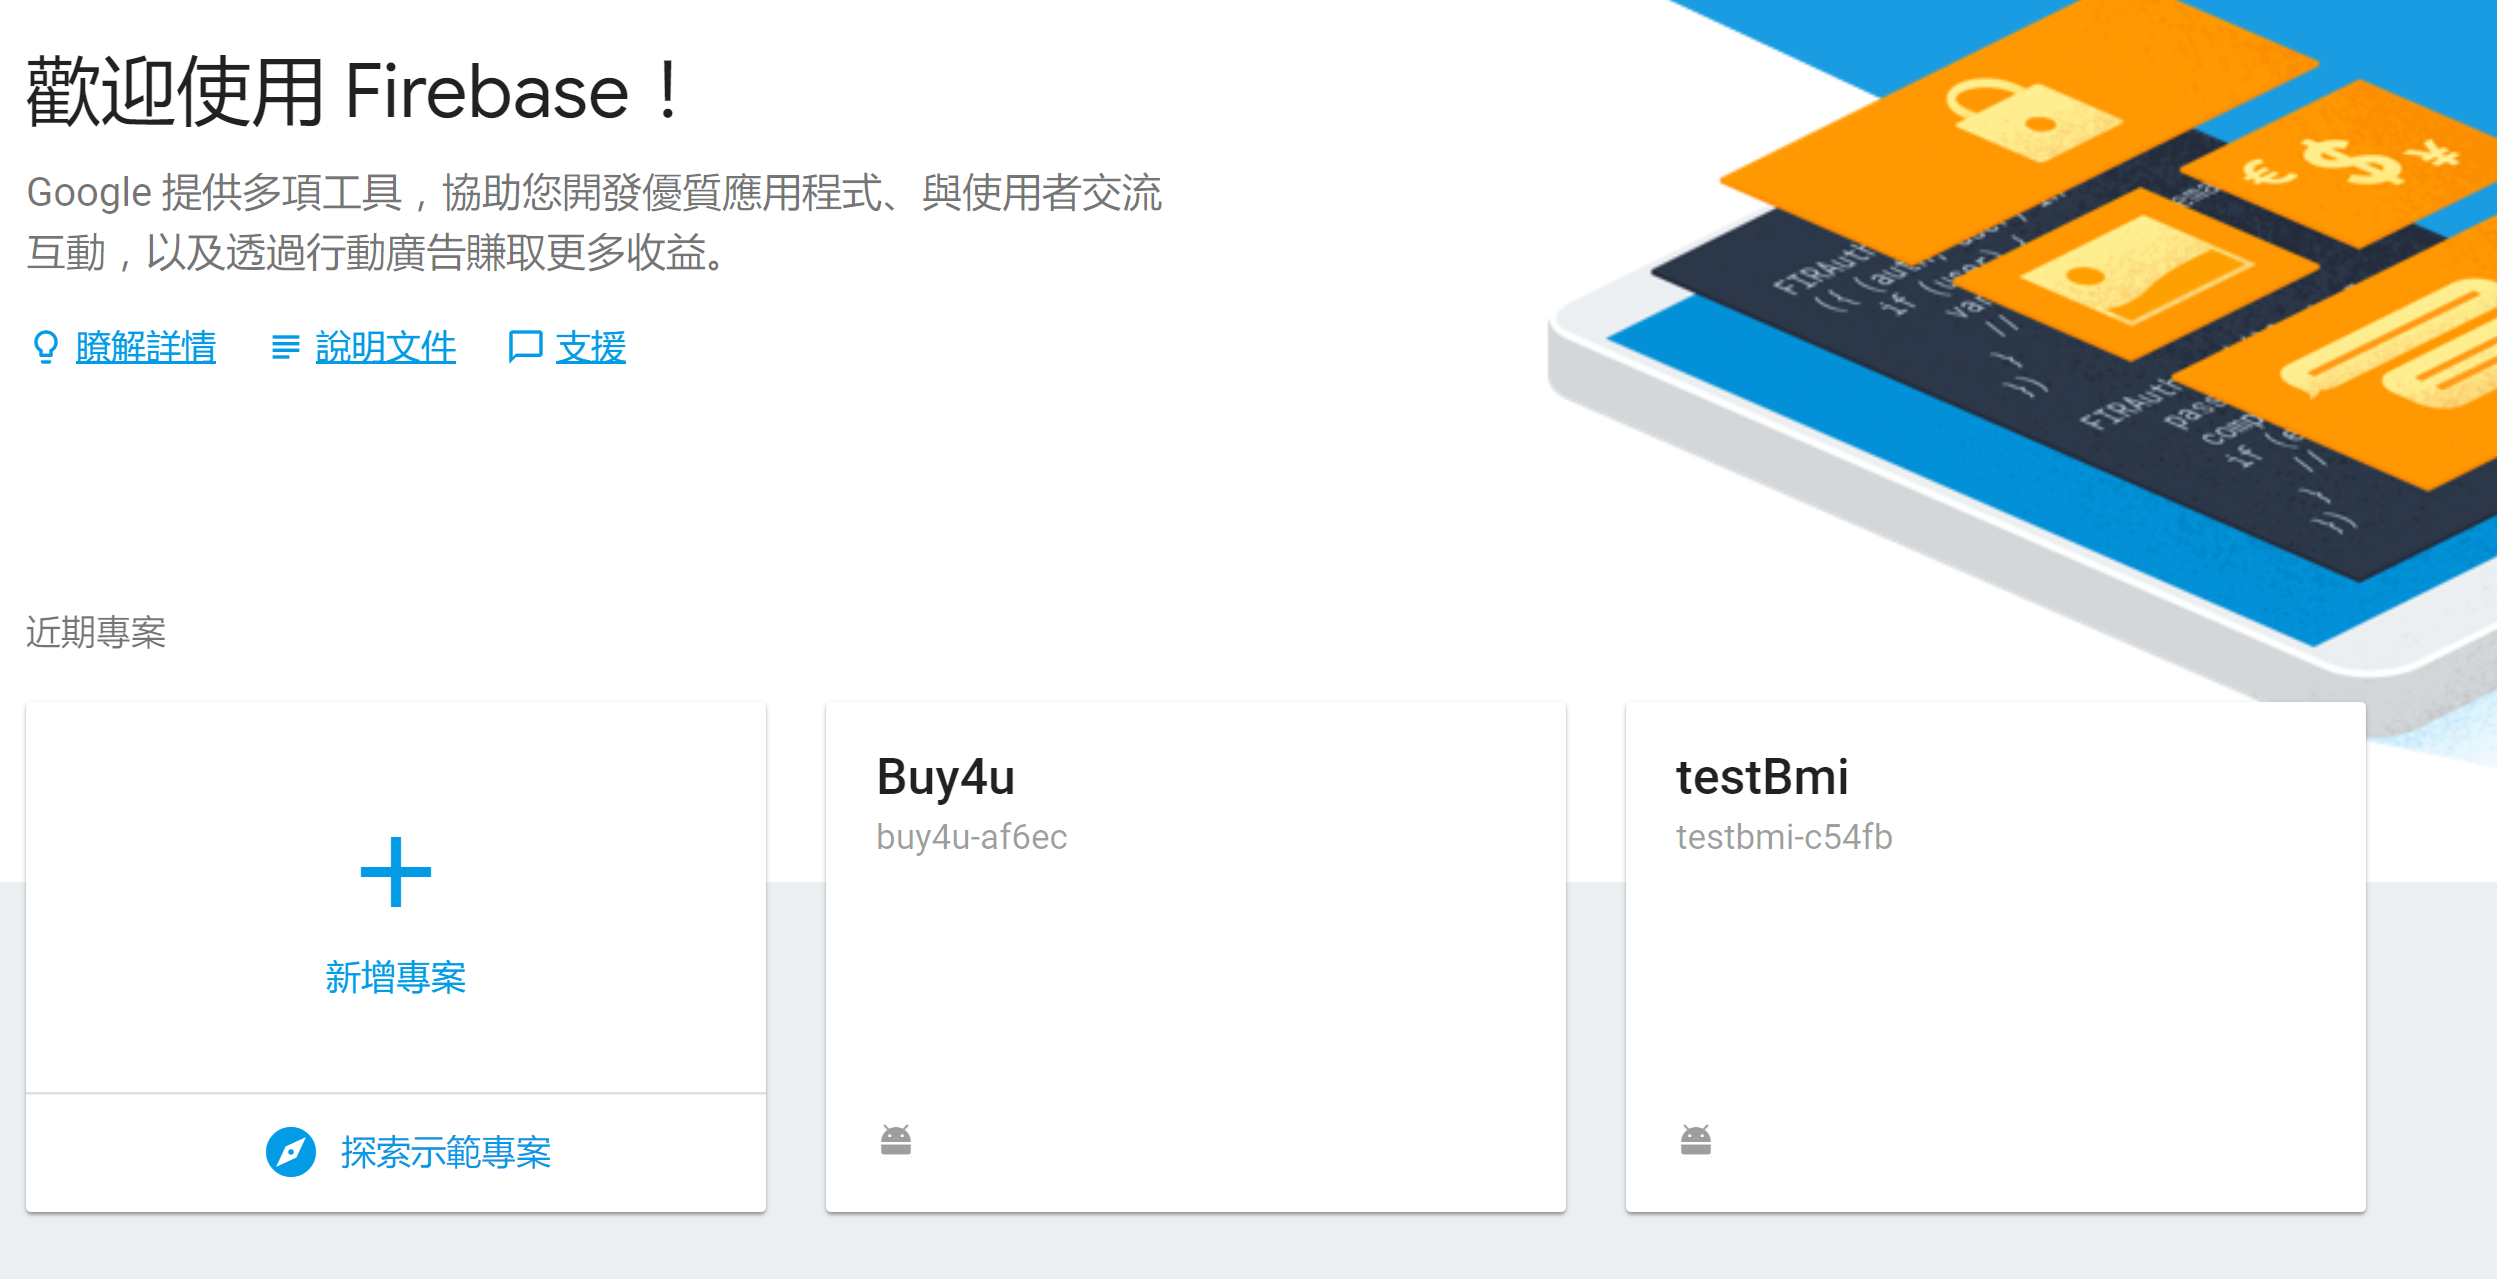 歡迎使用 Firebase！
Google 提供多項工具，協助您開發優質應用程式、與使用者交流
互動，以及透過行動廣告賺取更多收益。
瞭解詳情 說明文件 支援
近期專案
新增專案
探索示範專案
Buy4u
buy4u-af6ec
testBmi
testbmi-c54fb
FIRAuth
FIRAuth